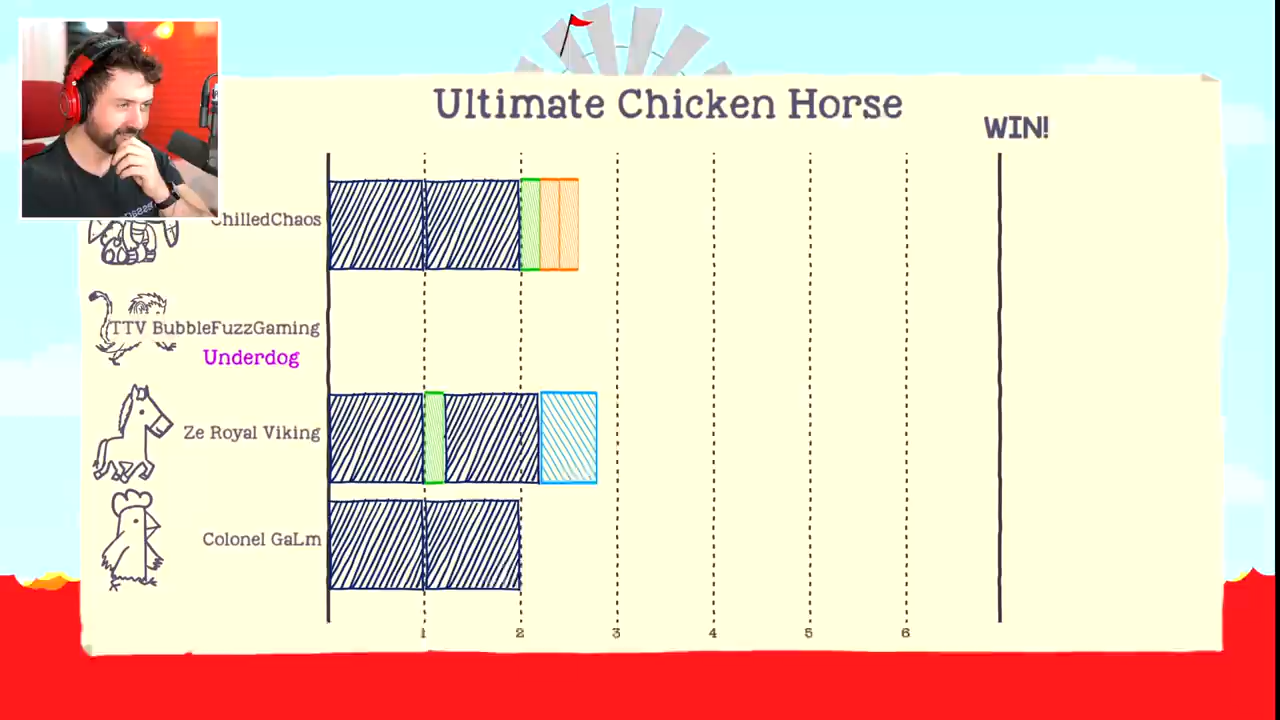 Ultimate Chicken Horse
WIN!
ChilledChaos
TTV BubbleFuzzGaming
Underdog
Ze Royal Viking
Colonel GaLm
1 2 3 4 5 6